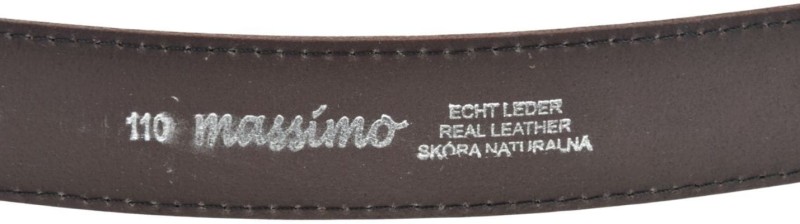 110 massimo
ECHT LEDER
REAL LEATHER
SKÓRA NATURALNA